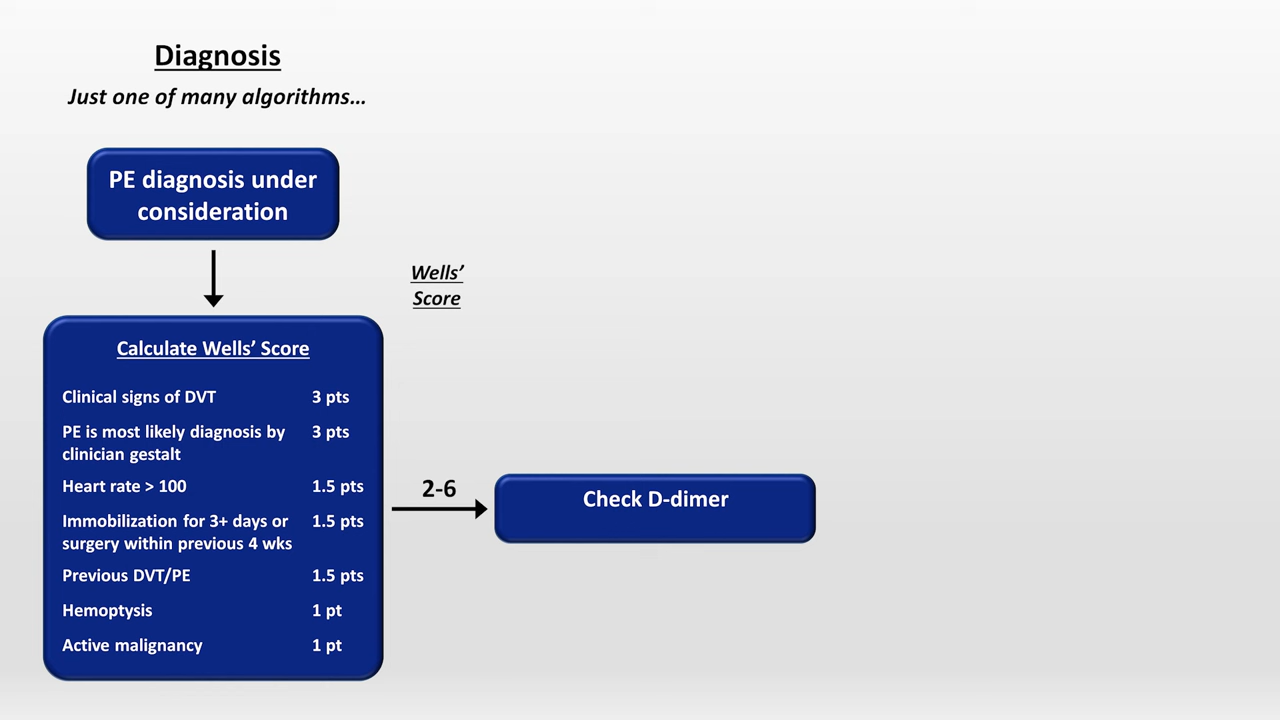 Diagnosis
Just one of many algorithms...
PE diagnosis under
consideration
Wells’
Score
Calculate Wells’ Score
Clinical signs of DVT 3 pts
PE is most likely diagnosis by 3 pts
clinician gestalt
Heart rate > 100 1.5 pts
Immobilization for 3+ days or 1.5 pts
surgery within previous 4 wks
Previous DVT/PE 1.5 pts
Hemoptysis 1 pt
Active malignancy 1 pt
2-6
Check D-dimer